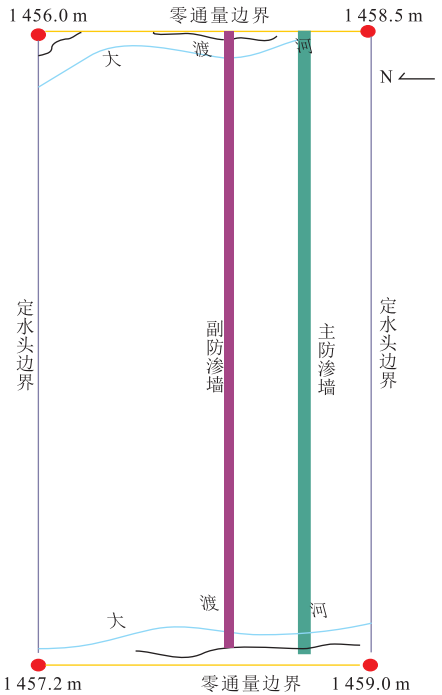 1 456.0 m
零通量边界
1 458.5 m
大
渡
河
N
定水头边界
副防渗墙
主防渗墙
定水头边界
大
渡
河
1 457.2 m
零通量边界
1 459.0 m